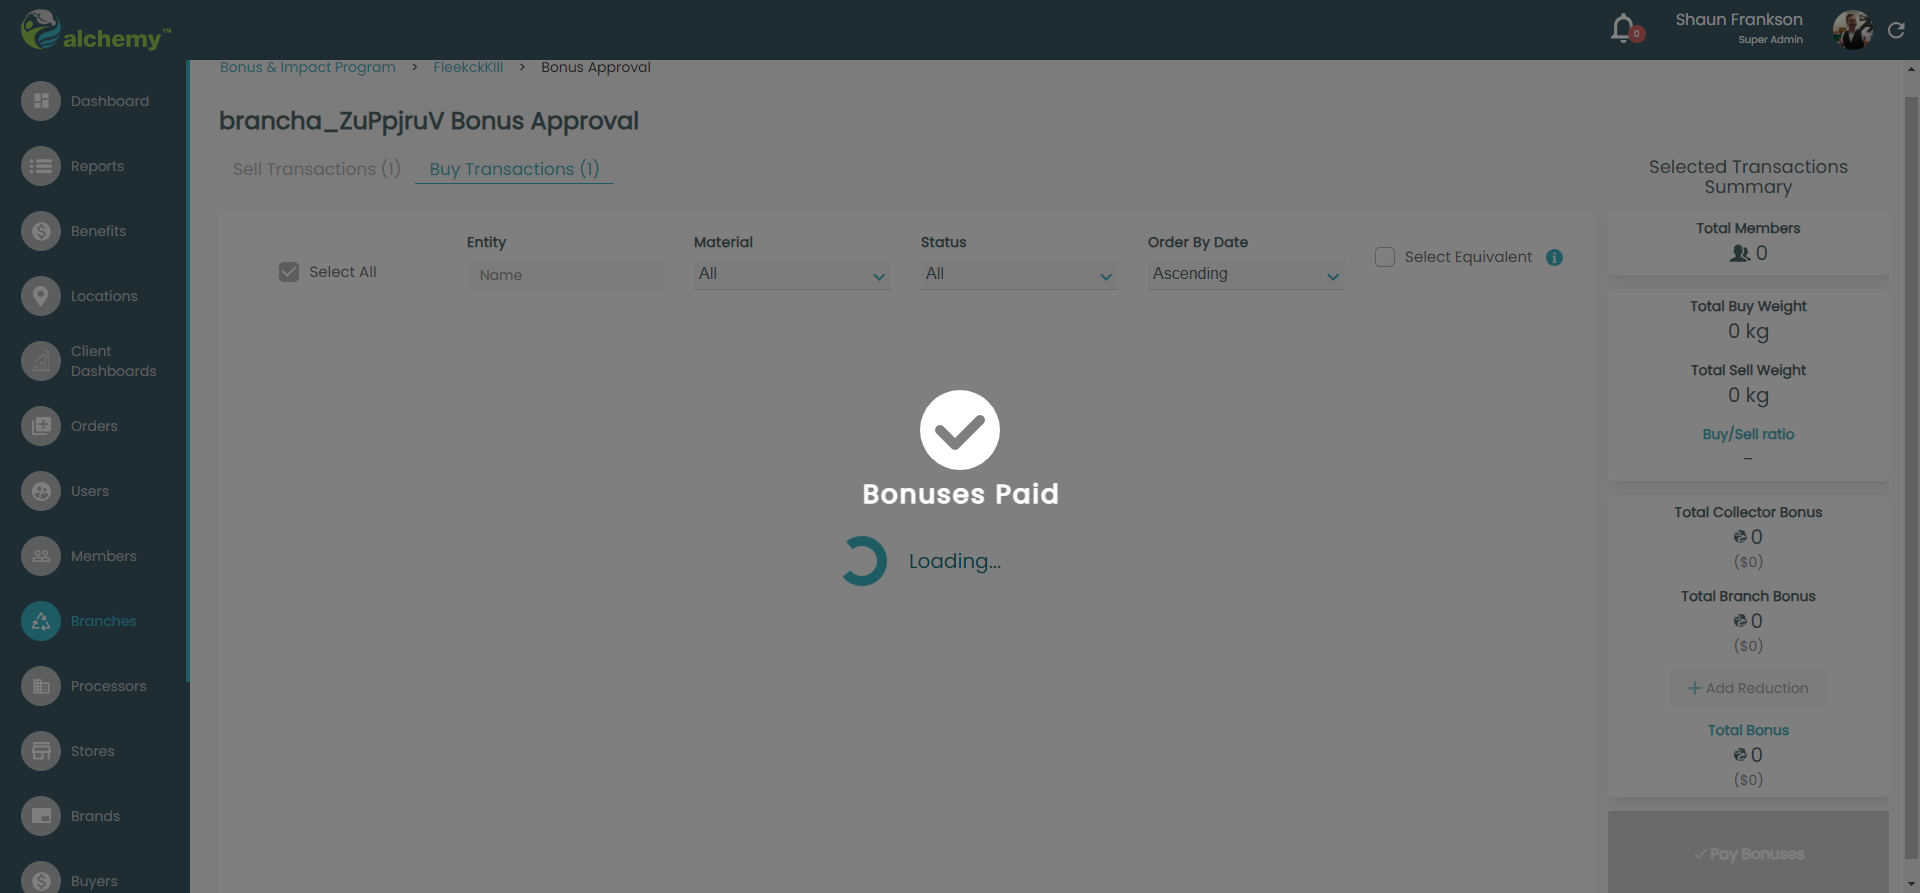 alchemy™
0
Shaun Frankson
Super Admin
Dashboard
Reports
Benefits
Locations
Client
Dashboards
Orders
Users
Members
Branches
Processors
Stores
Brands
Buyers
Bonus & Impact Program > FleekckKlll > Bonus Approval
brancha_ZuPpjruV Bonus Approval
Sell Transactions (1) Buy Transactions (1)
Select All
Entity
Name
Material
All
Status
All
Order By Date
Ascending
Select Equivalent
Bonuses Paid
Loading...
Selected Transactions
Summary
Total Members
0
Total Buy Weight
0 kg
Total Sell Weight
0 kg
Buy/Sell ratio
-
Total Collector Bonus
0
($0)
Total Branch Bonus
0
($0)
+ Add Reduction
Total Bonus
0
($0)
Pay Bonuses